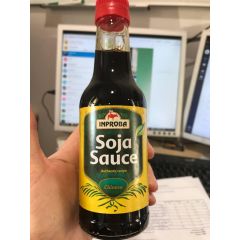 INPROBA
Soja
Sauce
Authentic recipe
Chinese